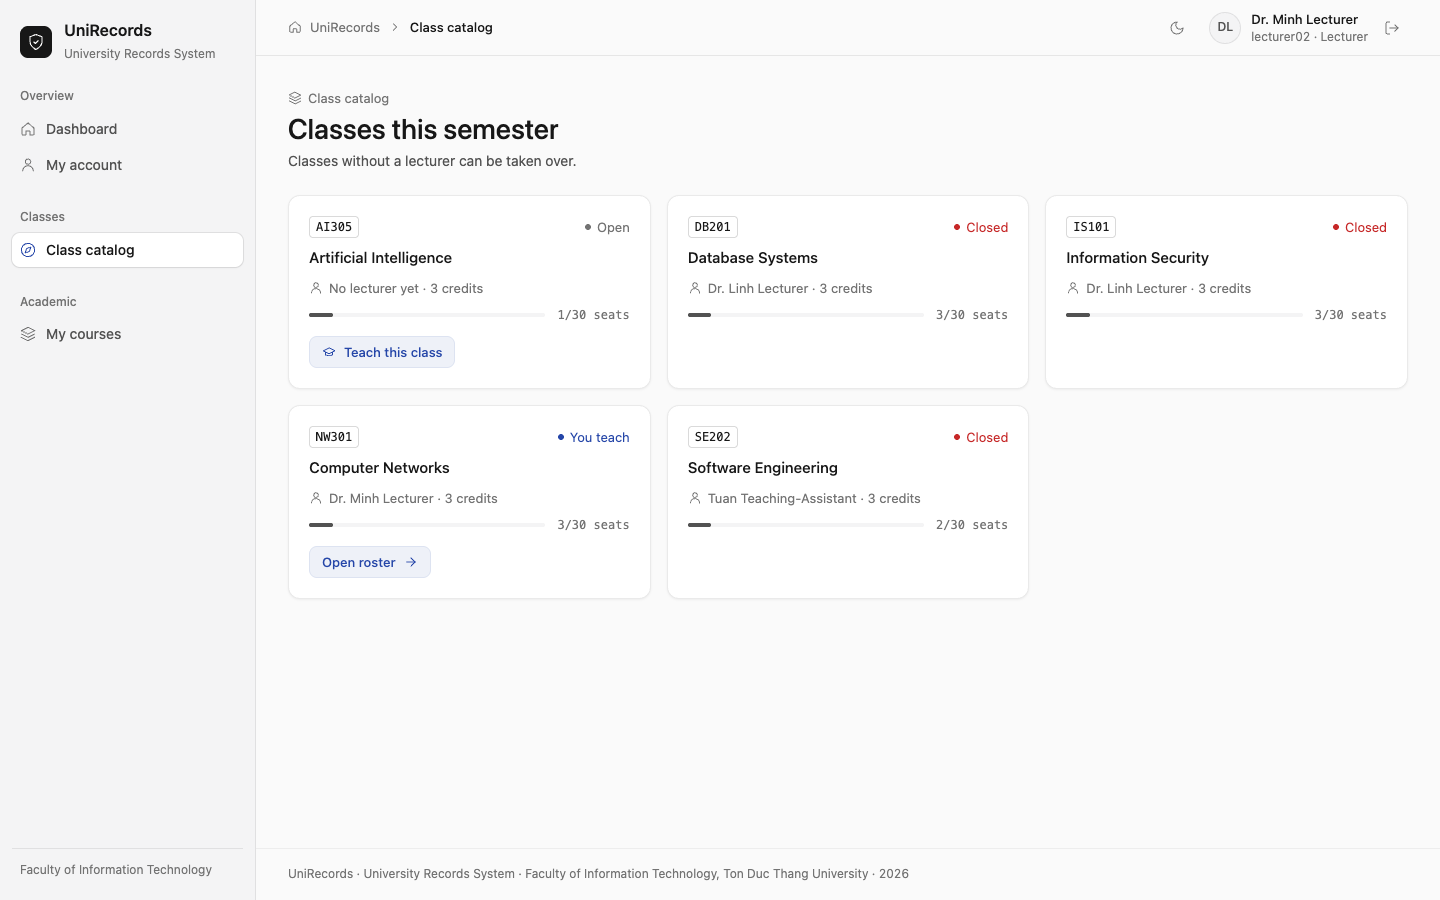 UniRecords
University Records System
Overview
Dashboard
My account
Classes
Class catalog
Academic
My courses
Faculty of Information Technology
UniRecords > Class catalog
DL
Dr. Minh Lecturer
lecturer02 · Lecturer
Class catalog
Classes this semester
Classes without a lecturer can be taken over.
AI305
Open
Artificial Intelligence
No lecturer yet · 3 credits
1/30 seats
Teach this class
DB201
Closed
Database Systems
Dr. Linh Lecturer · 3 credits
3/30 seats
IS101
Closed
Information Security
Dr. Linh Lecturer · 3 credits
3/30 seats
NW301
You teach
Computer Networks
Dr. Minh Lecturer · 3 credits
3/30 seats
Open roster
SE202
Closed
Software Engineering
Tuan Teaching-Assistant · 3 credits
2/30 seats
UniRecords · University Records System · Faculty of Information Technology, Ton Duc Thang University · 2026